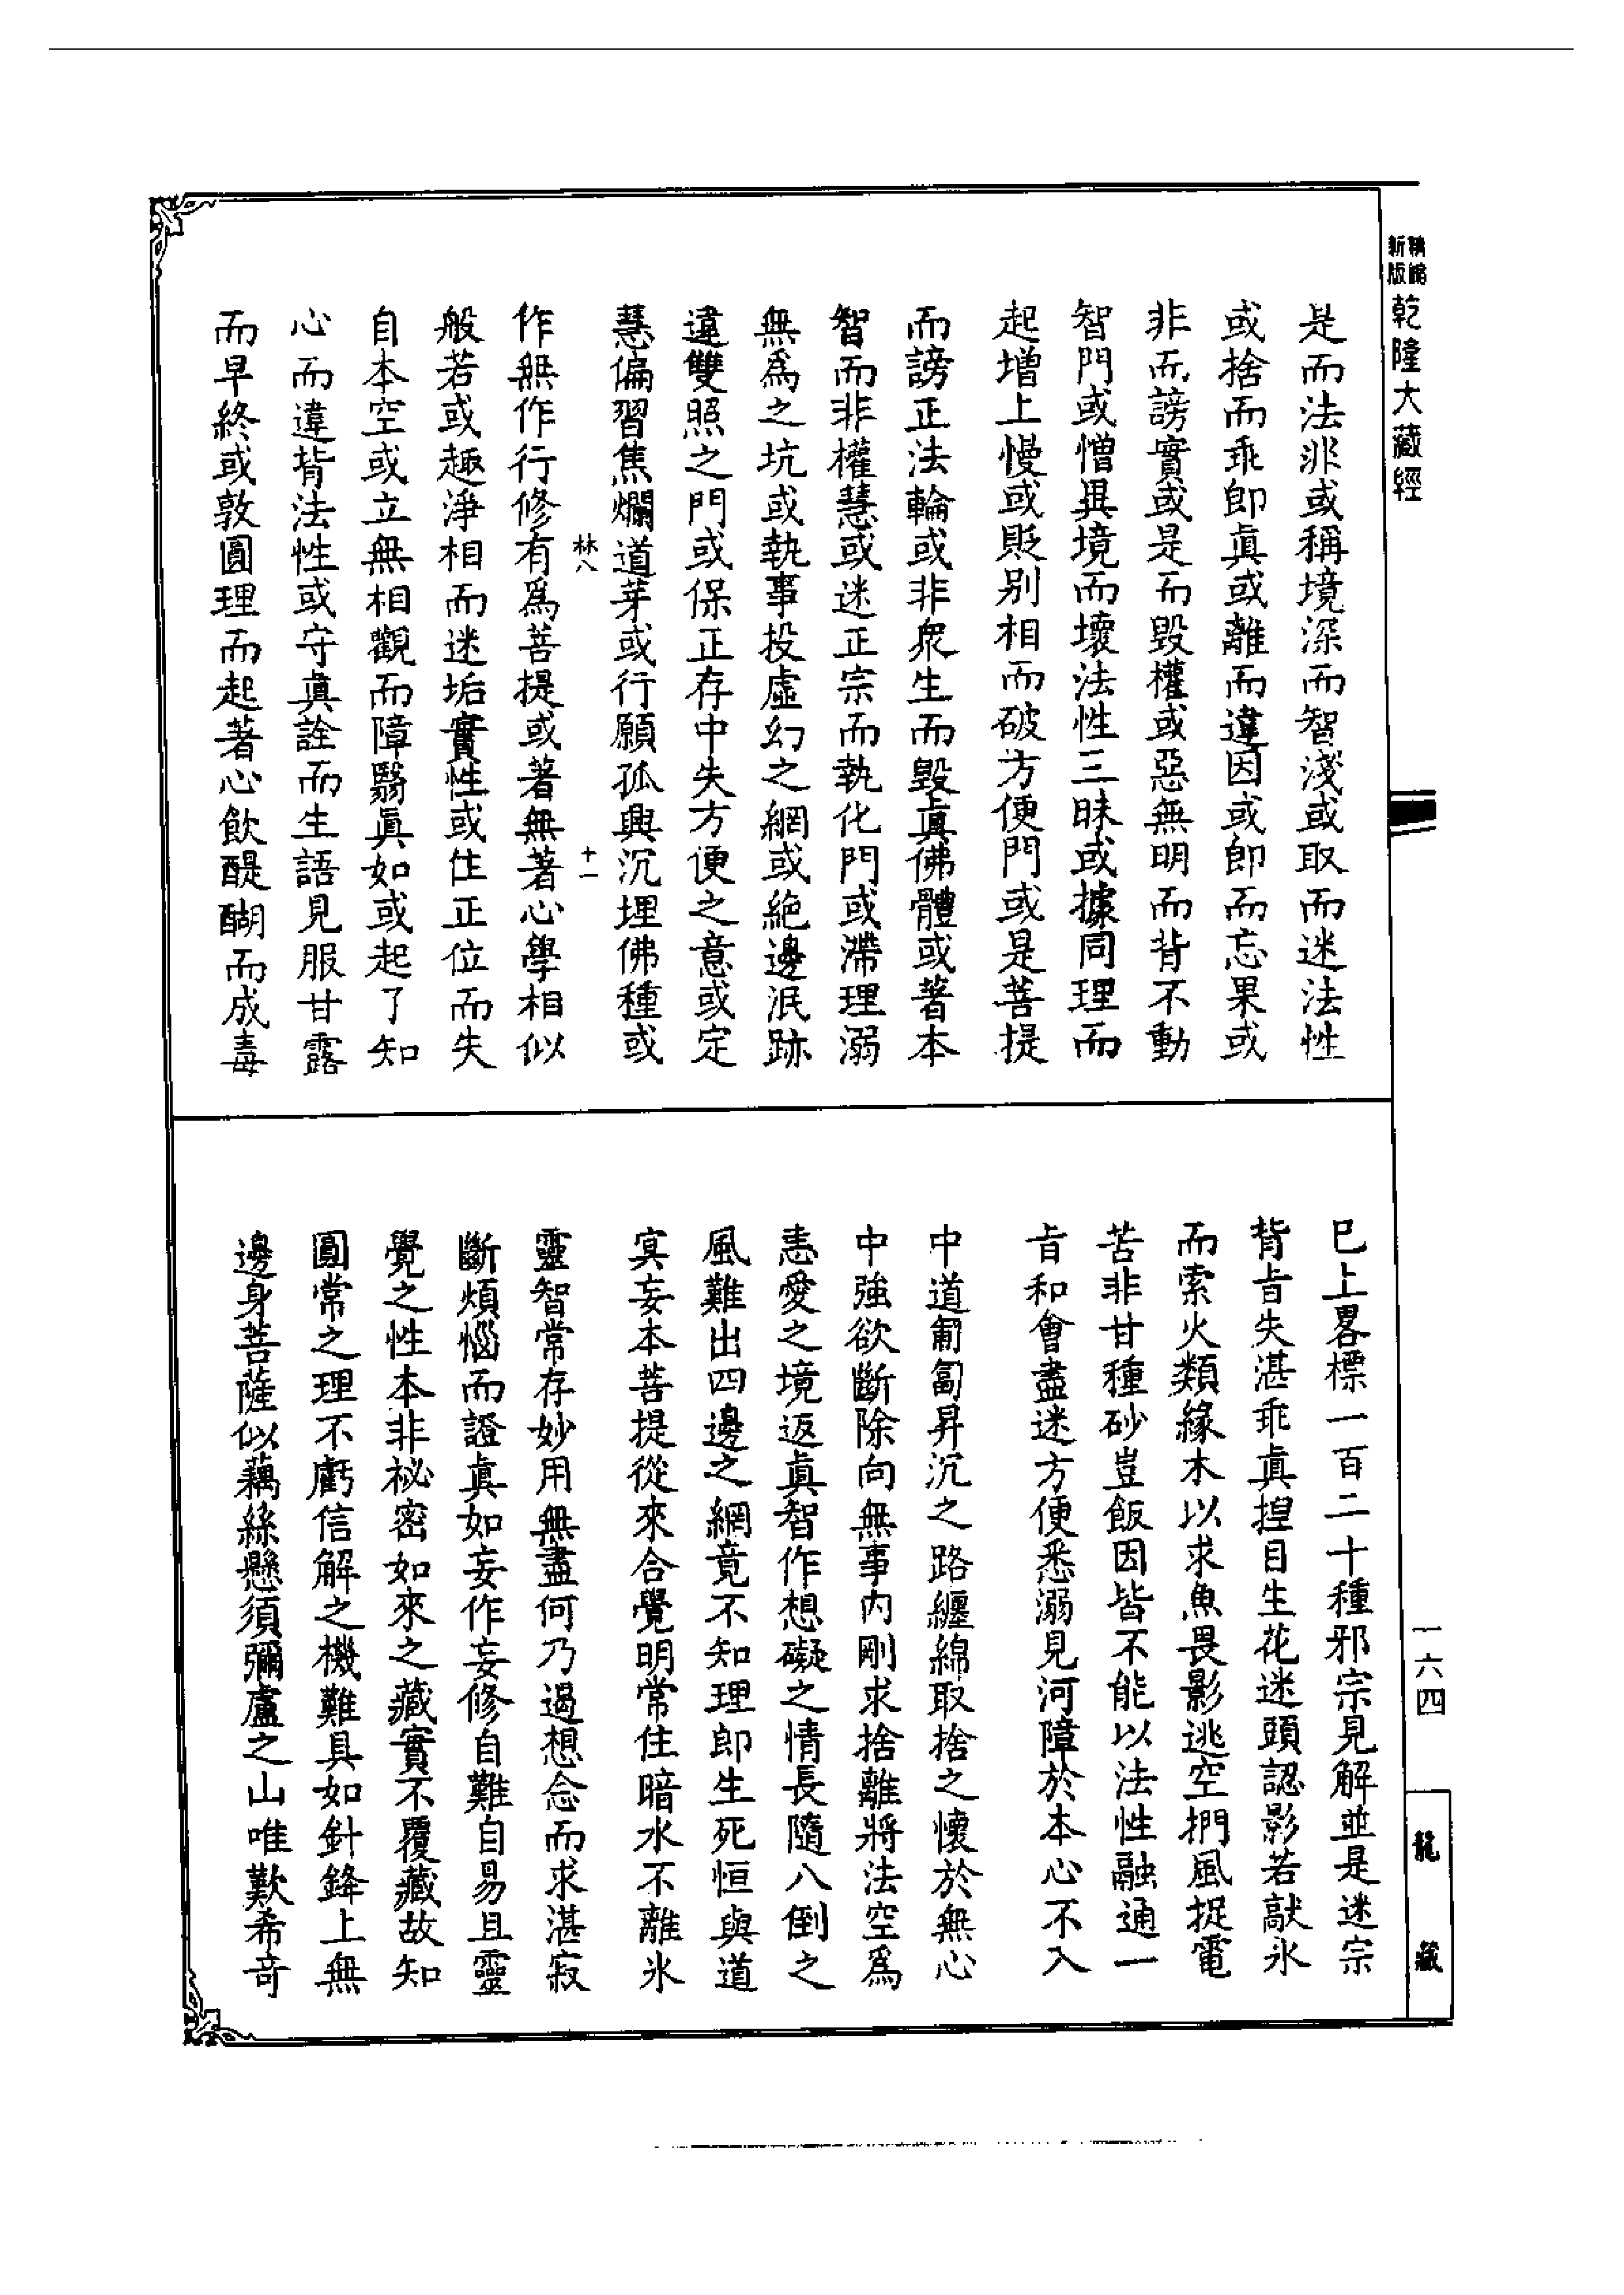 精縮新版乾隆大藏經
是而法非或稱境深而智淺或取而迷法性
或捨而乖即眞或離而違因或即而忘果或
非而謗實或是而毀權或惡無明而背不動
智門或憎異境而壞法性三昧或據同理而
起增上慢或貶別相而破方便門或是菩提
而謗正法輪或非衆生而毀眞佛體或著本
智而非權慧或迷正宗而執化門或滯理溺
無爲之坑或執事投虛幻之網或絕邊泯跡
違雙照之門或保正存中失方便之意或定
慧偏習焦爛道芽或行願孤興沉埋佛種或
林八 十一
作無作行修有爲菩提或著無著心學相似
般若或趣淨相而迷垢實性或住正位而失
自本空或立無相觀而障翳眞如或起了知
心而違背法性或守眞詮而生語見服甘露
而早終或敦圓理而起著心飲醍醐而成毒
已上畧標一百二十種邪宗見解並是迷宗
背旨失湛乖眞揑目生花迷頭認影若敲氷
而索火類緣木以求魚畏影逃空捫風捉電
苦非甘種砂豈飯因皆不能以法性融通一
旨和會盡迷方便悉溺見河障於本心不入
中道匍匐昇沉之路纏綿取捨之懷於無心
中強欲斷除向無事內剛求捨離將法空爲
恚愛之境返眞智作想礙之情長隨八倒之
風難出四邊之網竟不知理即生死恒與道
冥妄本菩提從來合覺明常住暗水不離氷
靈智常存妙用無盡何乃遏想念而求湛寂
斷煩惱而證眞如妄作妄修自難自易且靈
覺之性本非祕密如來之藏實不覆藏故知
圓常之理不虧信解之機難具如針鋒上無
邊身菩薩似藕絲懸須彌盧之山唯歎希奇
一六四
龍藏